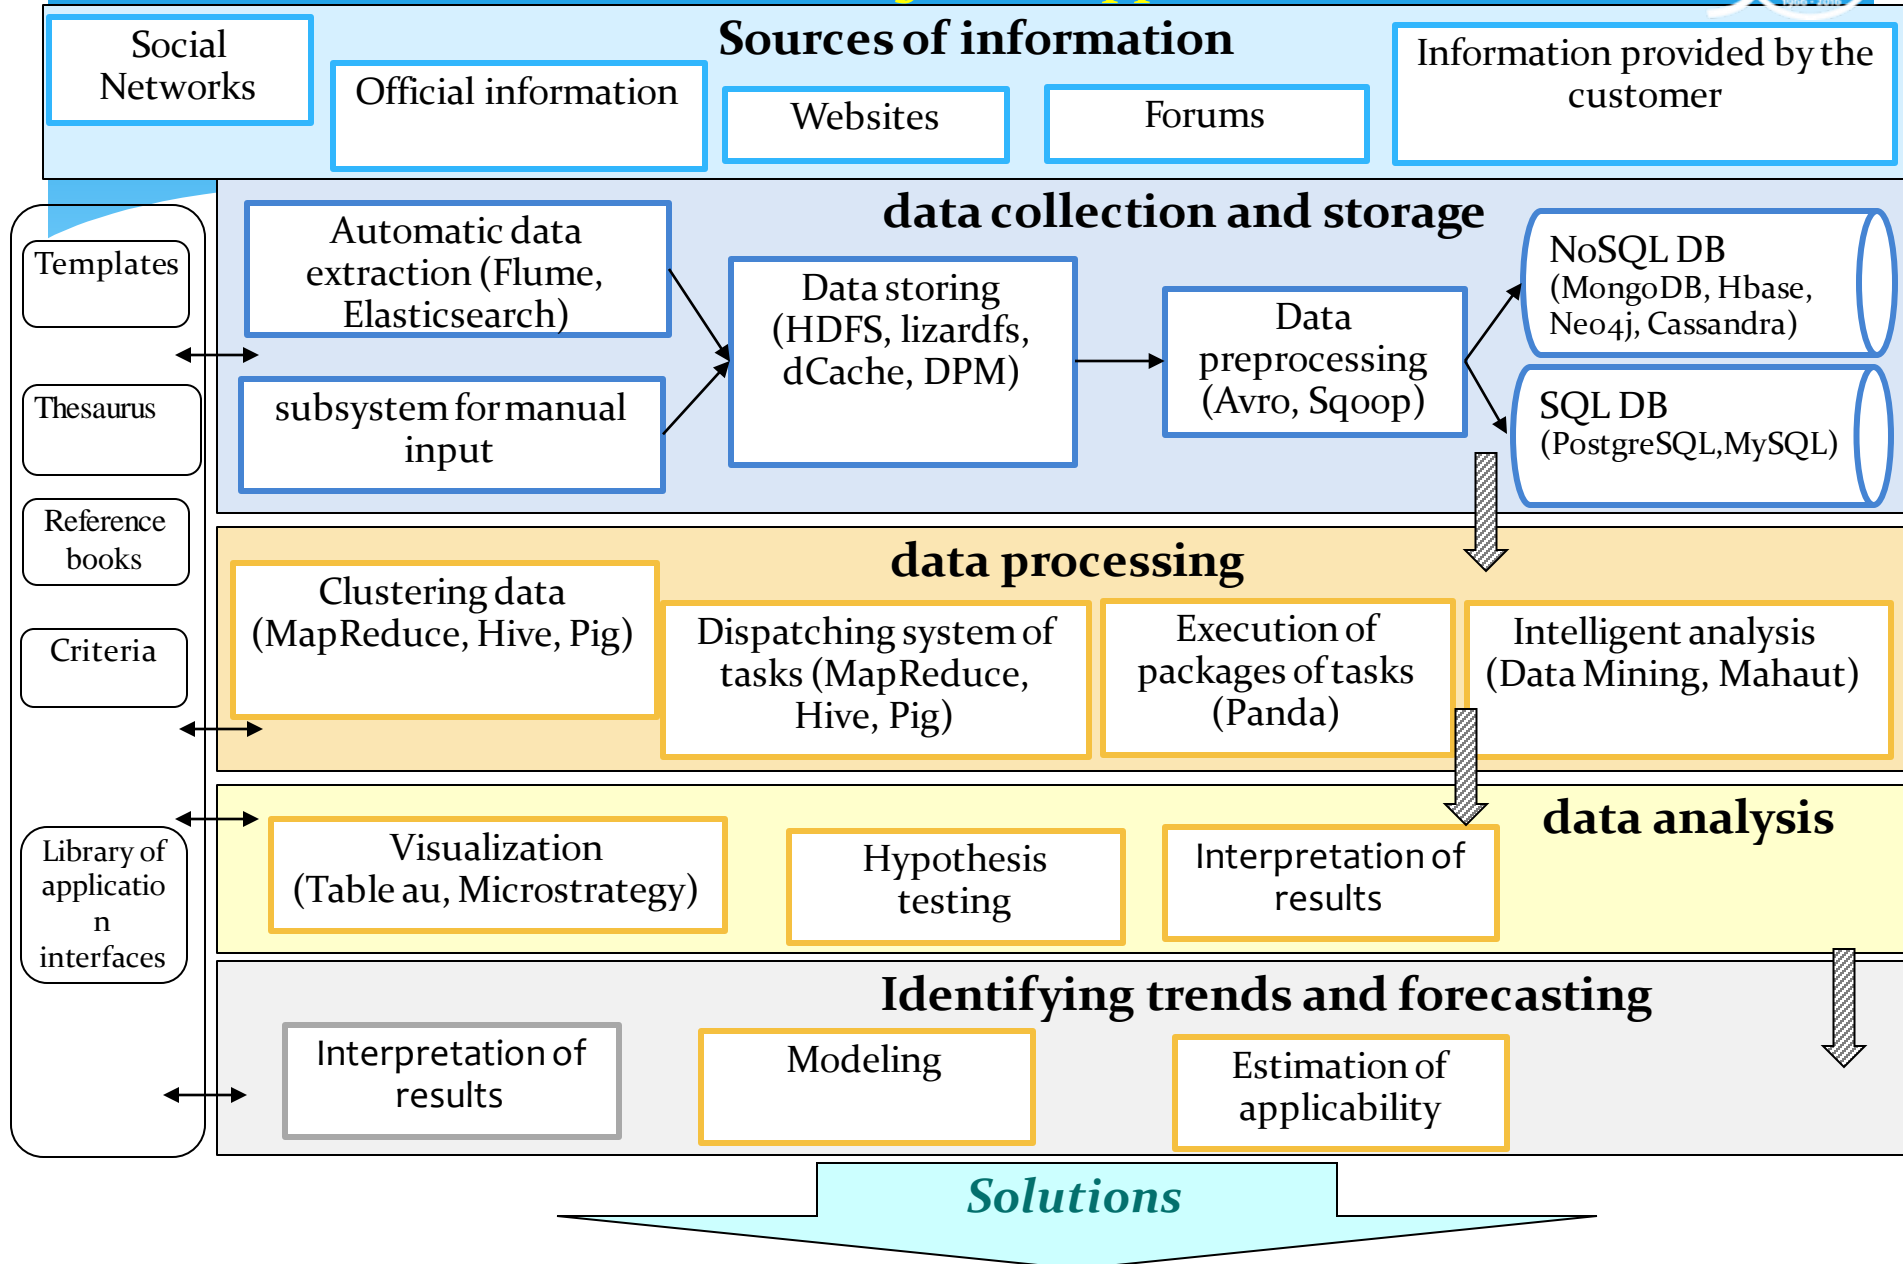 1966 - 2016
Sources of information
Social
Networks
Official information
Websites
Forums
Information provided by the
customer
data collection and storage
Automatic data
extraction (Flume,
Elasticsearch)
subsystem for manual
input
Data storing
(HDFS, lizardfs,
dCache, DPM)
Data
preprocessing
(Avro, Sqoop)
NoSQL DB
(MongoDB, Hbase,
Neo4j, Cassandra)
SQL DB
(PostgreSQL,MySQL)
Templates
Thesaurus
Reference
books
Criteria
Library of
applicatio
n
interfaces
data processing
Clustering data
(MapReduce, Hive, Pig)
Dispatching system of
tasks (MapReduce,
Hive, Pig)
Execution of
packages of tasks
(Panda)
Intelligent analysis
(Data Mining, Mahaut)
data analysis
Visualization
(Table au, Microstrategy)
Hypothesis
testing
Interpretation of
results
Identifying trends and forecasting
Interpretation of
results
Modeling
Estimation of
applicability
Solutions